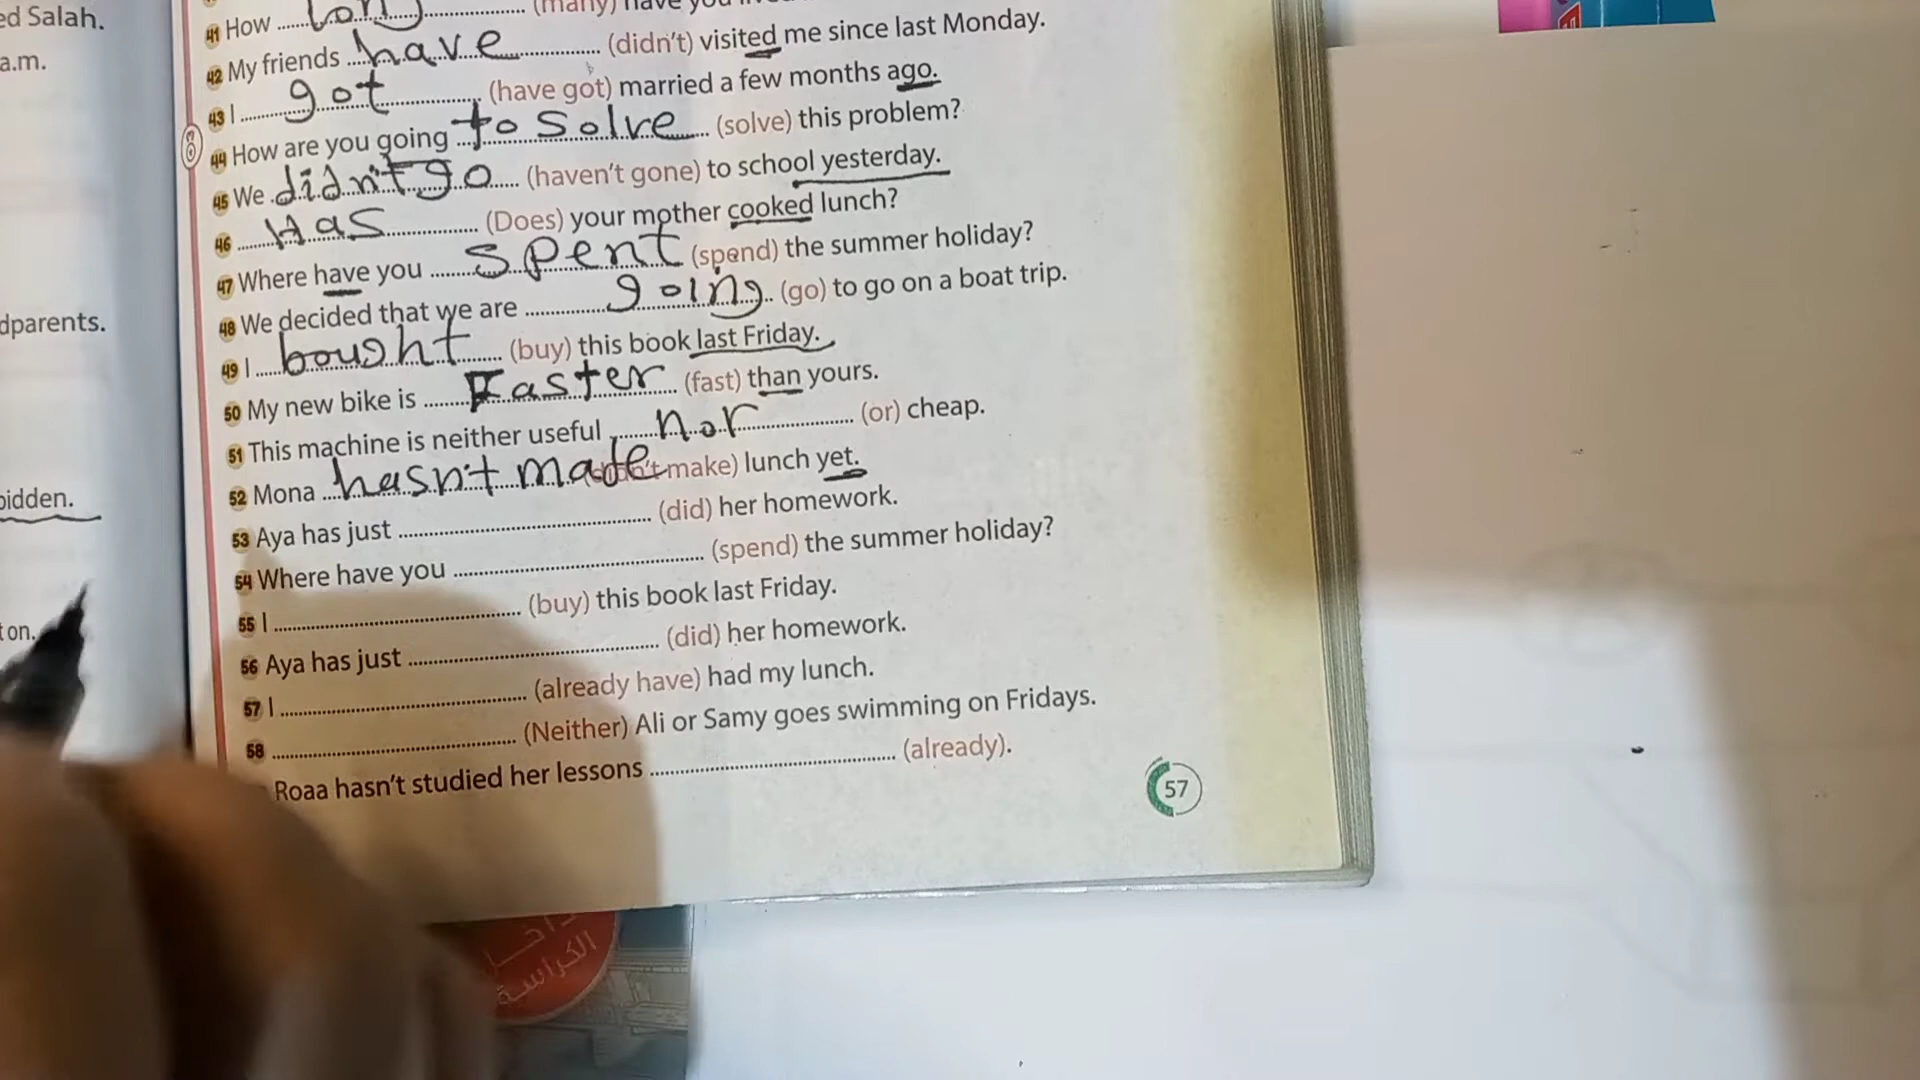 ed Salah.
a.m.
dparents.
bidden.
ton.
41 How ...... long ...... (many) have you
42 My friends ...have...... (didn't) visited me since last Monday.
43 I ...... got ...... (have got) married a few months ago.
44 How are you going ...to solve...... (solve) this problem?
45 We .didn't go...... (haven't gone) to school yesterday.
46 ......Has...... (Does) your mother cooked lunch?
47 Where have you ......spent...... (spend) the summer holiday?
48 We decided that we are ......going.. (go) to go on a boat trip.
49 I ......bought...... (buy) this book last Friday.
50 My new bike is ......Faster...... (fast) than yours.
51 This machine is neither useful ,......nor...... (or) cheap.
52 Mona ...hasn't made make) lunch yet.
53 Aya has just ...... (did) her homework.
54 Where have you ...... (spend) the summer holiday?
55 I ...... (buy) this book last Friday.
56 Aya has just ...... (did) her homework.
57 I ...... (already have) had my lunch.
58 ...... (Neither) Ali or Samy goes swimming on Fridays.
Roaa hasn't studied her lessons ...... (already).
57
داخل
الكراسة